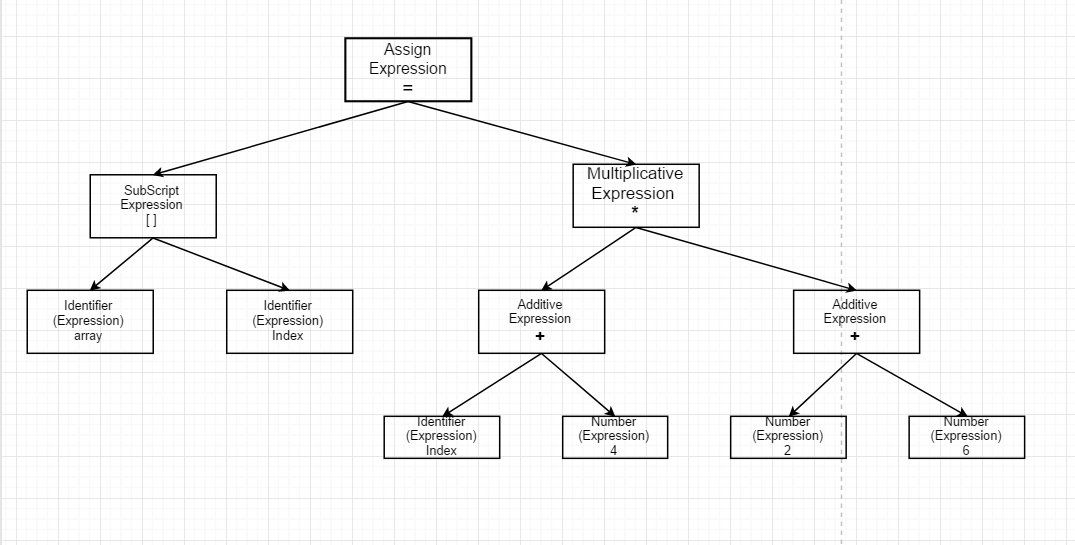 Assign
Expression
=
SubScript
Expression
[ ]
Multiplicative
Expression
*
Identifier
(Expression)
array
Identifier
(Expression)
Index
Additive
Expression
+
Additive
Expression
+
Identifier
(Expression)
Index
Number
(Expression)
4
Number
(Expression)
2
Number
(Expression)
6